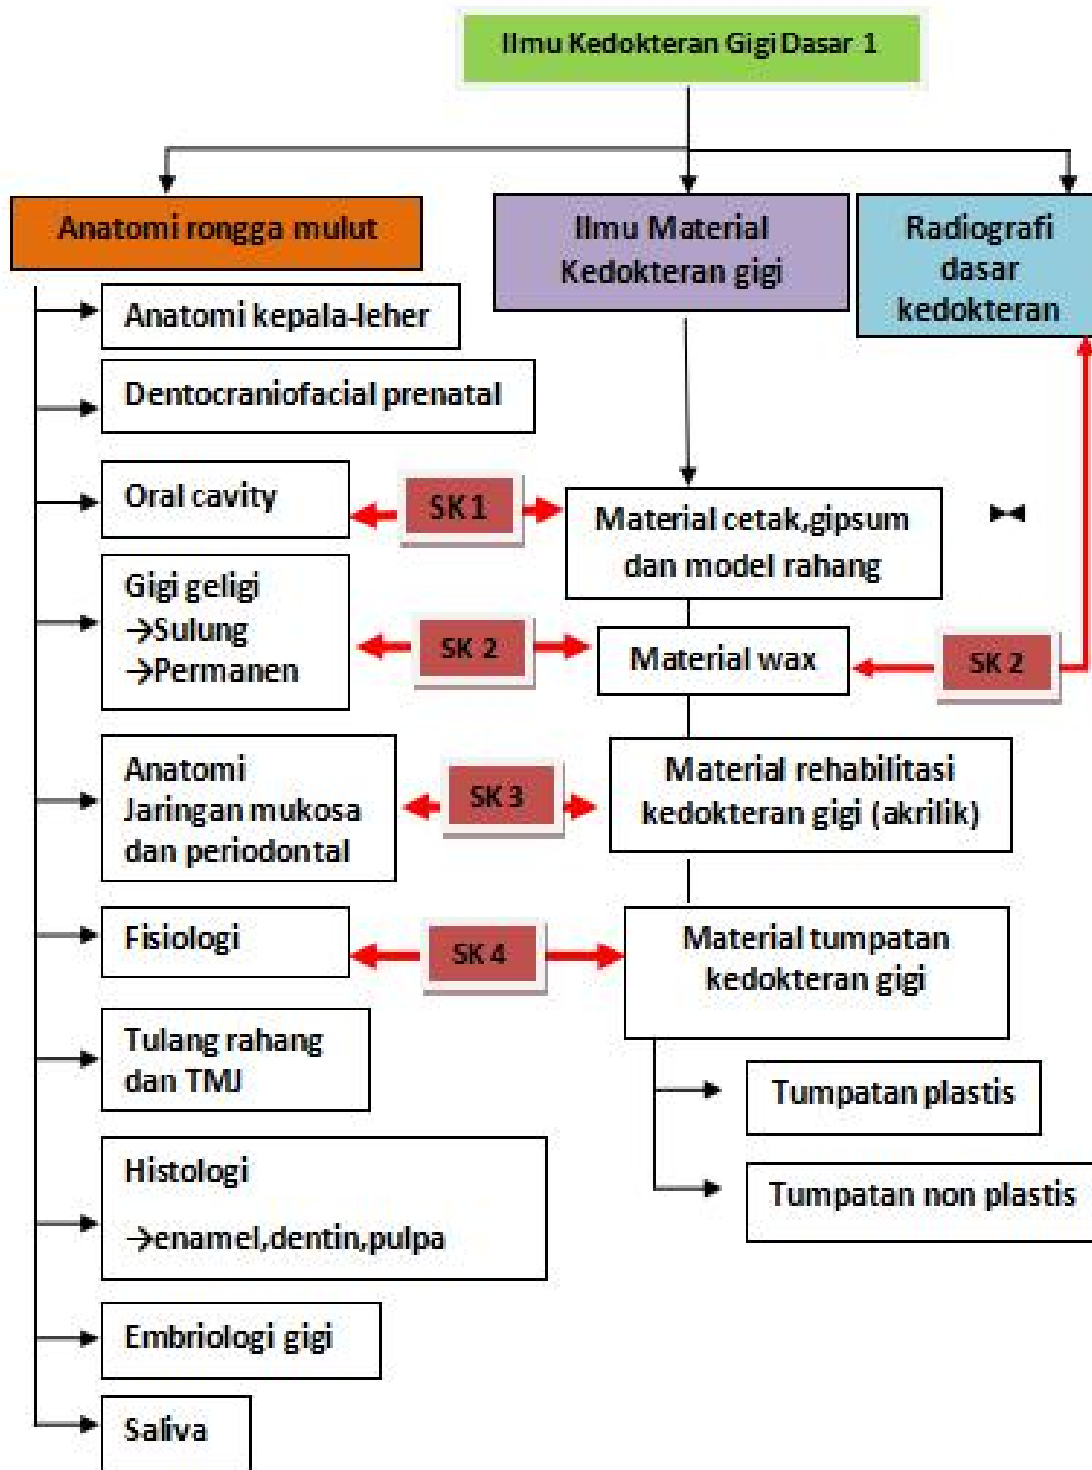 Ilmu Kedokteran Gigi Dasar 1
Anatomi rongga mulut
Ilmu Material
Kedokteran gigi
Radiografi
dasar
kedokteran
Anatomi kepala-leher
Dentocraniofacial prenatal
Oral cavity
SK 1
Material cetak,gipsum
dan model rahang
Gigi geligi
→Sulung
→Permanen
SK 2
Material wax
SK 2
Anatomi
Jaringan mukosa
dan periodontal
SK 3
Material rehabilitasi
kedokteran gigi (akrilik)
Fisiologi
SK 4
Material tumpatan
kedokteran gigi
Tulang rahang
dan TMJ
Tumpatan plastis
Histologi
→enamel,dentin,pulpa
Tumpatan non plastis
Embriologi gigi
Saliva